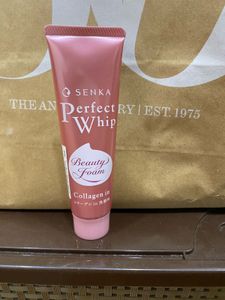 SENKA
Perfect
Whip
Beauty
Foam
Collagen in
THE AN RY | EST. 1975